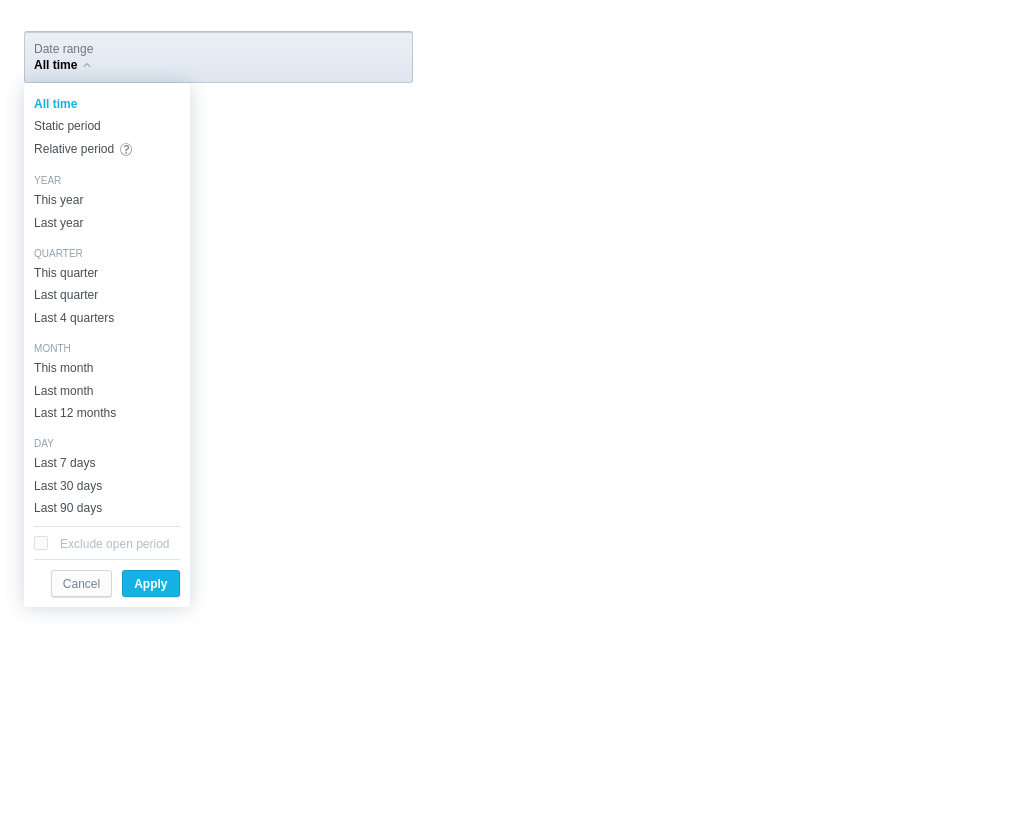 Date range
All time
All time
Static period
Relative period ?
YEAR
This year
Last year
QUARTER
This quarter
Last quarter
Last 4 quarters
MONTH
This month
Last month
Last 12 months
DAY
Last 7 days
Last 30 days
Last 90 days
Exclude open period
Cancel Apply